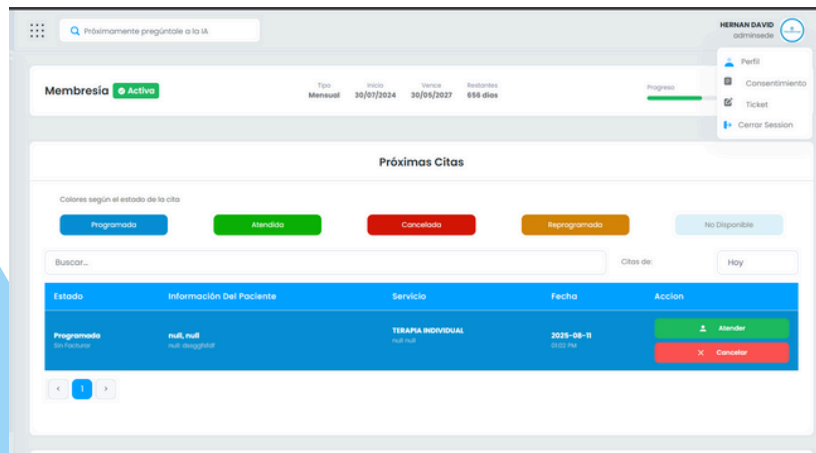 Próximamente pregúntale a la IA
HERNAN DAVID
adminsede
Perfil
Consentimiento
Ticket
Cerrar Session
Membresía Activa
Tipo Inicio Vence Restantes
Mensual 30/07/2024 30/05/2027 656 días
Progreso
Próximas Citas
Colores según el estado de la cita
Programada Atendida Cancelada Reprogramada No Disponible
Buscar...
Citas de:
Hoy
Estado Información Del Paciente Servicio Fecha Accion
Programada null, null TERAPIA INDIVIDUAL 2025-08-11 Atender
Sin Facturar null null 01:02 PM
Cancelar
< 1 >